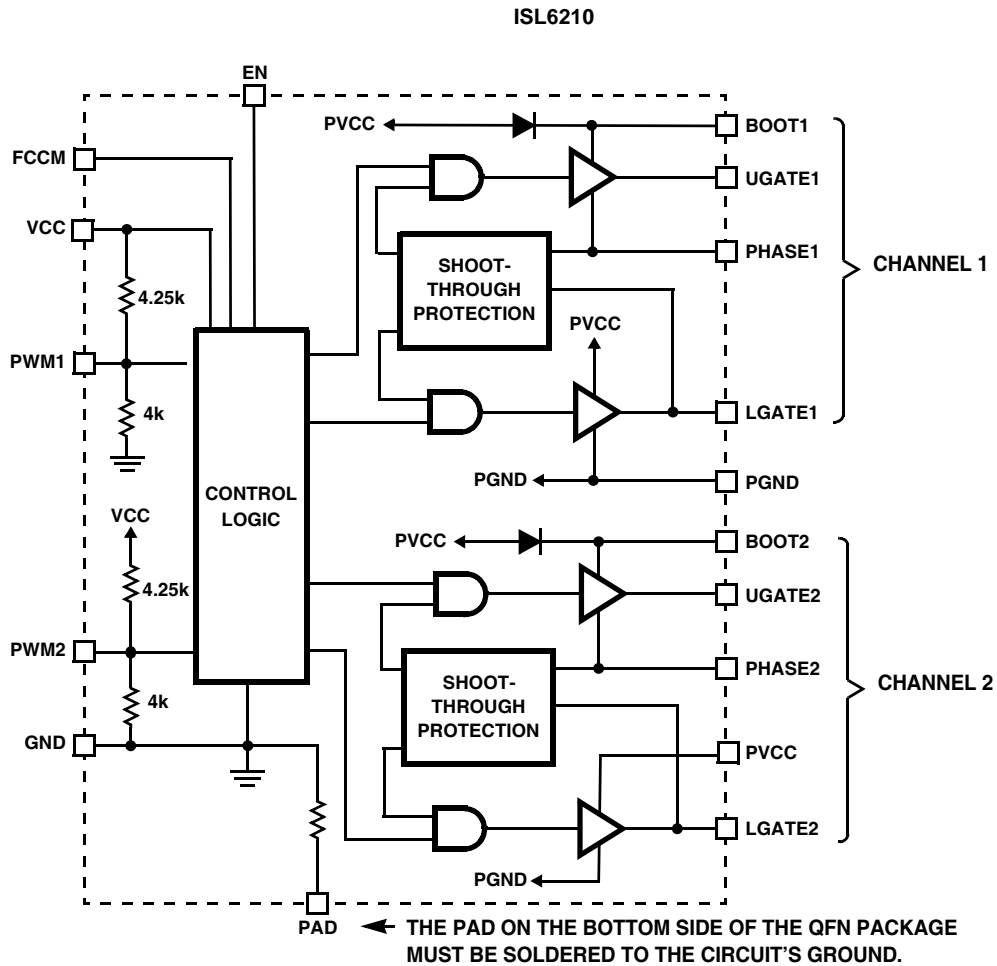 ISL6210
EN
PVCC
BOOT1
FCCM
UGATE1
VCC
PHASE1
SHOOT-
THROUGH
PROTECTION
CHANNEL 1
4.25k
PVCC
PWM1
4k
LGATE1
PGND
PGND
CONTROL
LOGIC
VCC
PVCC
BOOT2
4.25k
UGATE2
PWM2
PHASE2
SHOOT-
THROUGH
PROTECTION
CHANNEL 2
4k
GND
PVCC
LGATE2
PGND
PAD
THE PAD ON THE BOTTOM SIDE OF THE QFN PACKAGE
MUST BE SOLDERED TO THE CIRCUIT'S GROUND.